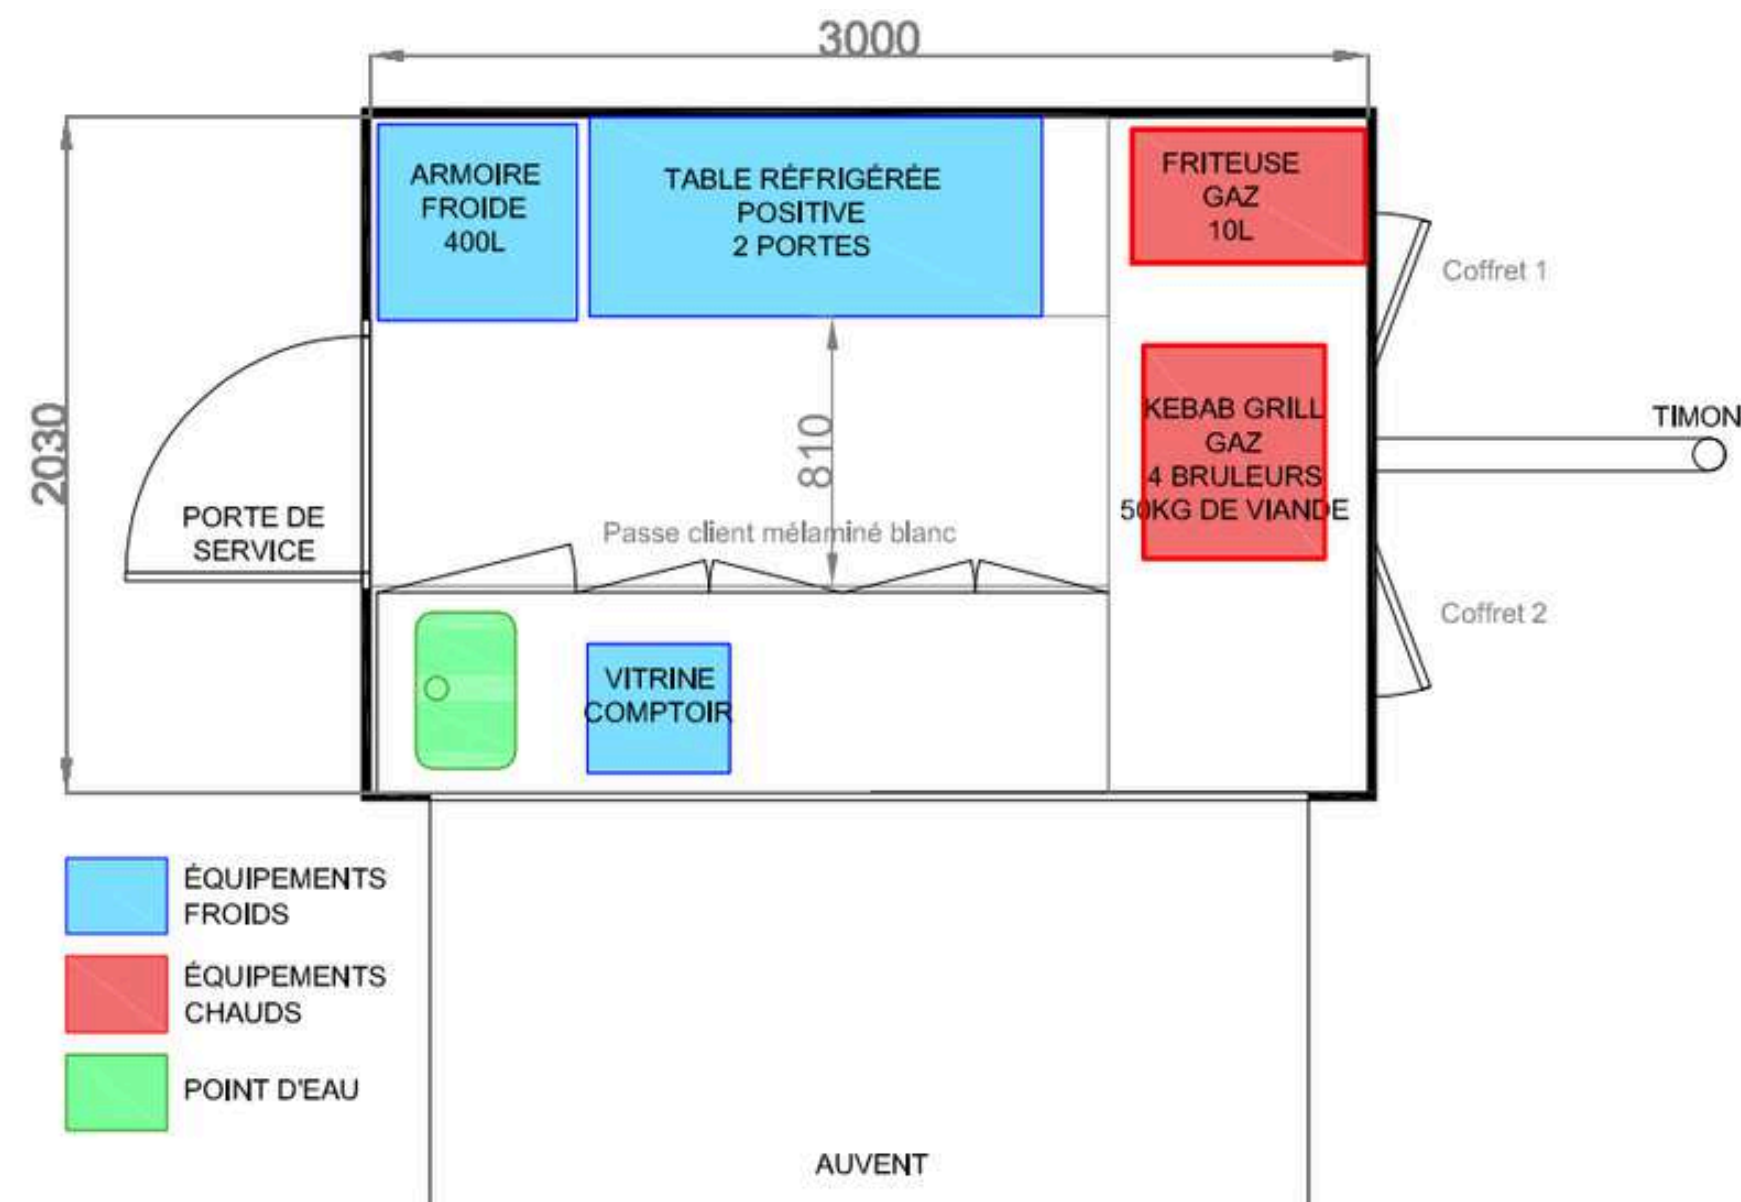 3000
ARMOIRE
FROIDE
400L
TABLE RÉFRIGÉRÉE
POSITIVE
2 PORTES
FRITEUSE
GAZ
10L
Coffret 1
2030
810
KEBAB GRILL
GAZ
4 BRULEURS
50KG DE VIANDE
TIMON
PORTE DE
SERVICE
Passe client mélaminé blanc
Coffret 2
VITRINE
COMPTOIR
ÉQUIPEMENTS
FROIDS
ÉQUIPEMENTS
CHAUDS
POINT D'EAU
AUVENT